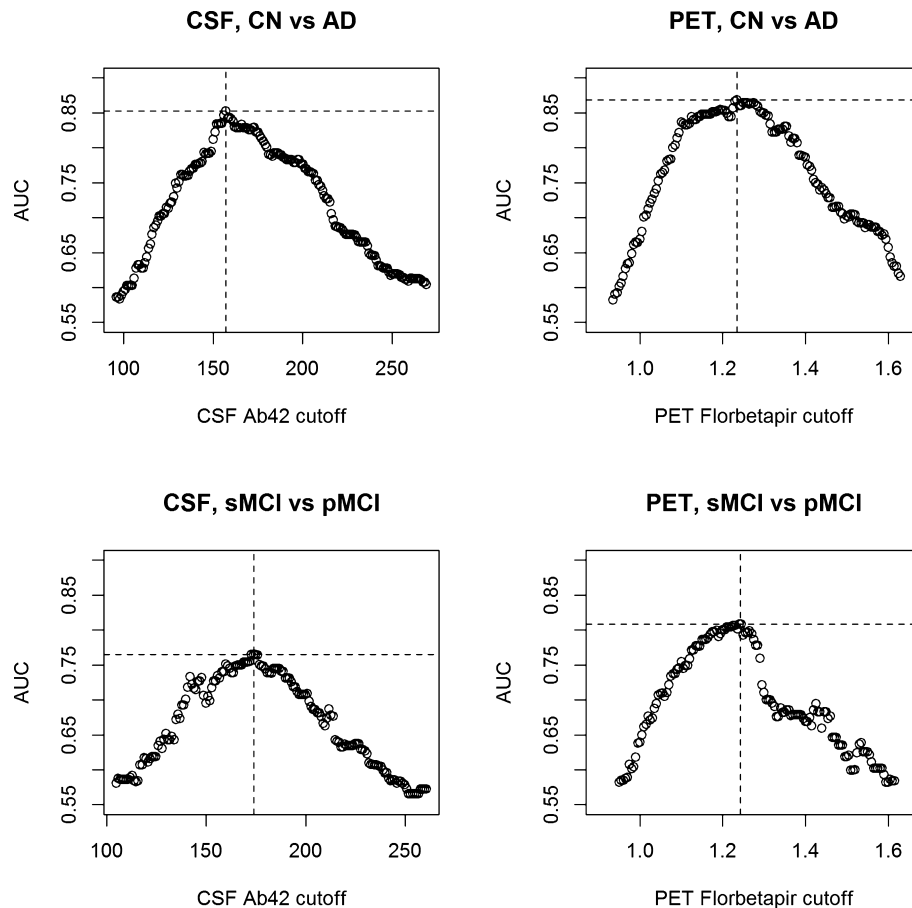 CSF, CN vs AD
AUC
0.85
0.75
0.65
0.55
100 150 200 250
CSF Ab42 cutoff
PET, CN vs AD
AUC
0.85
0.75
0.65
0.55
1.0 1.2 1.4 1.6
PET Florbetapir cutoff
CSF, sMCI vs pMCI
AUC
0.85
0.75
0.65
0.55
100 150 200 250
CSF Ab42 cutoff
PET, sMCI vs pMCI
AUC
0.85
0.75
0.65
0.55
1.0 1.2 1.4 1.6
PET Florbetapir cutoff